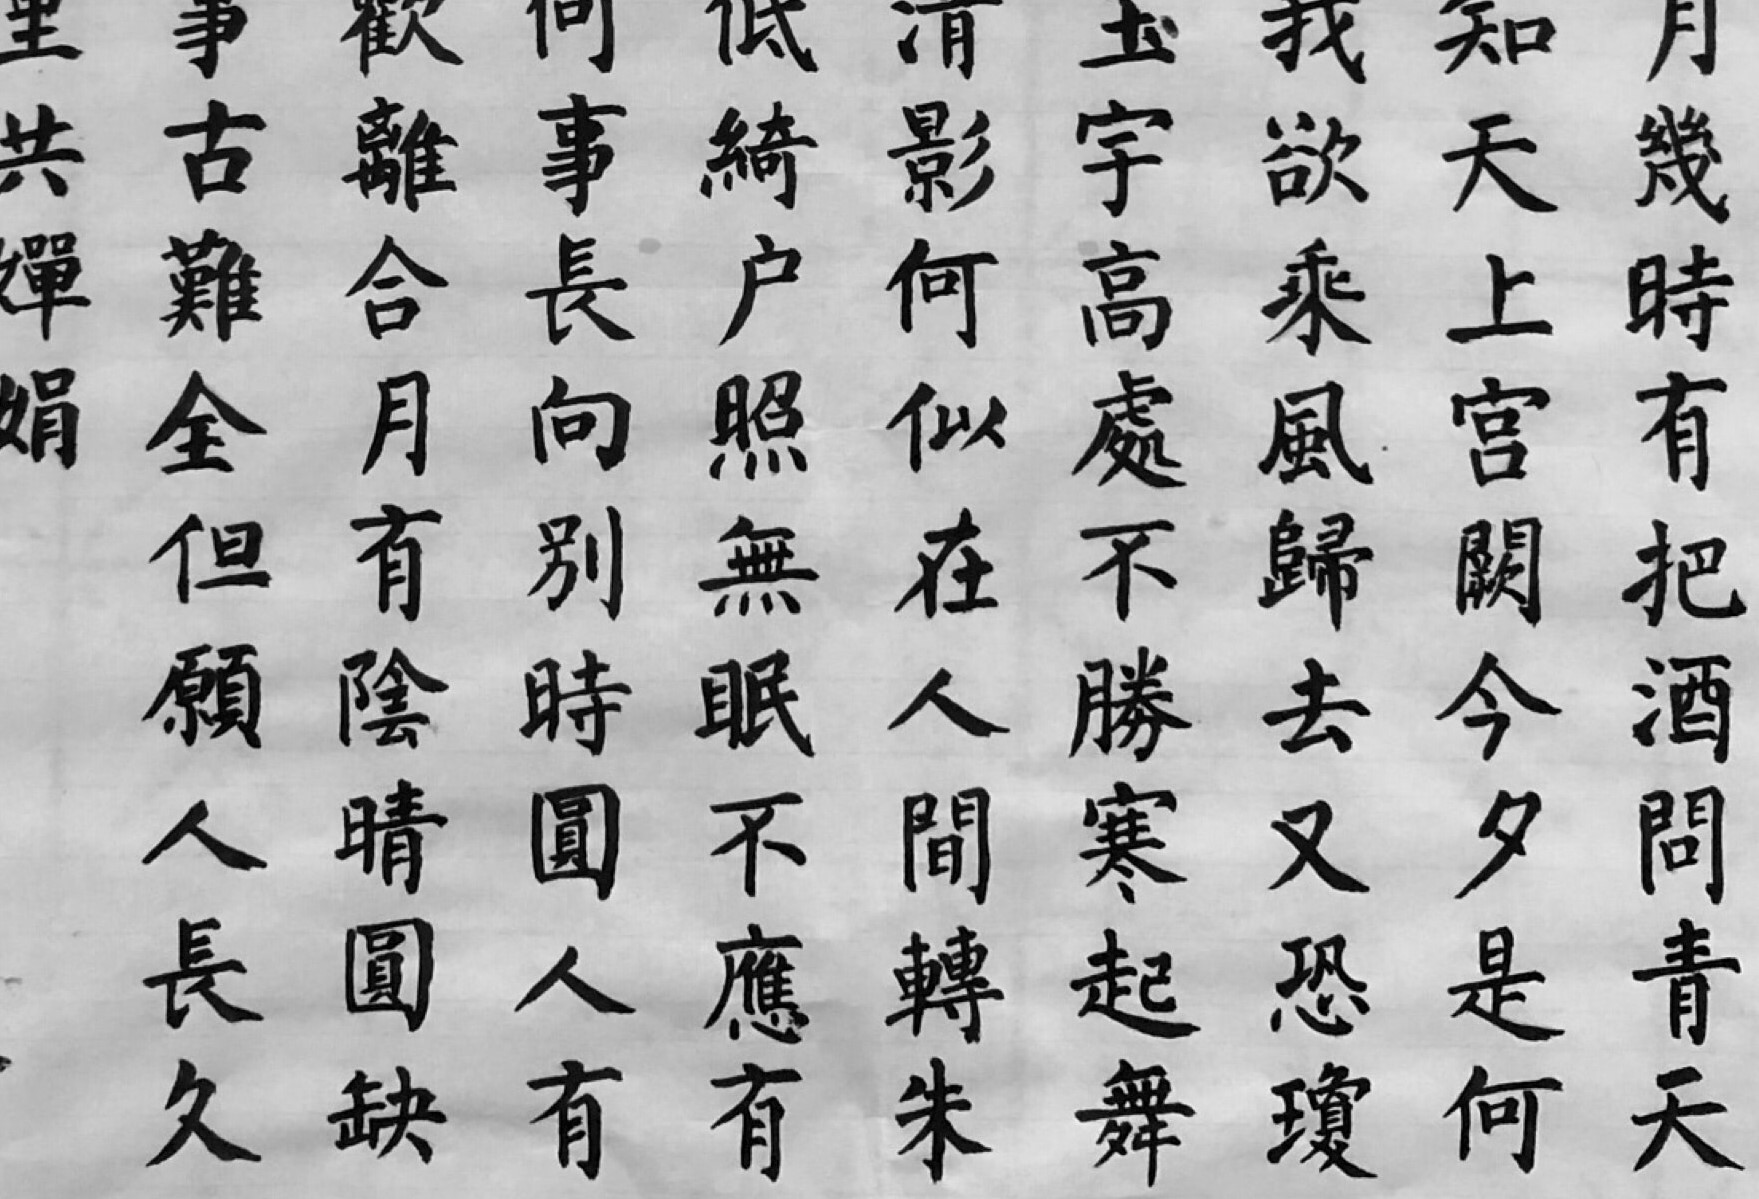 月幾時有把酒問青天
知天上宫闕今夕是何
我欲乘風歸去又恐瓊
玉宇高處不勝寒起舞
清影何似在人間轉朱
低綺户照無眠不應有
何事長向别時圓人有
歡離合月有陰晴圓缺
事古難全但願人長久
里共嬋娟